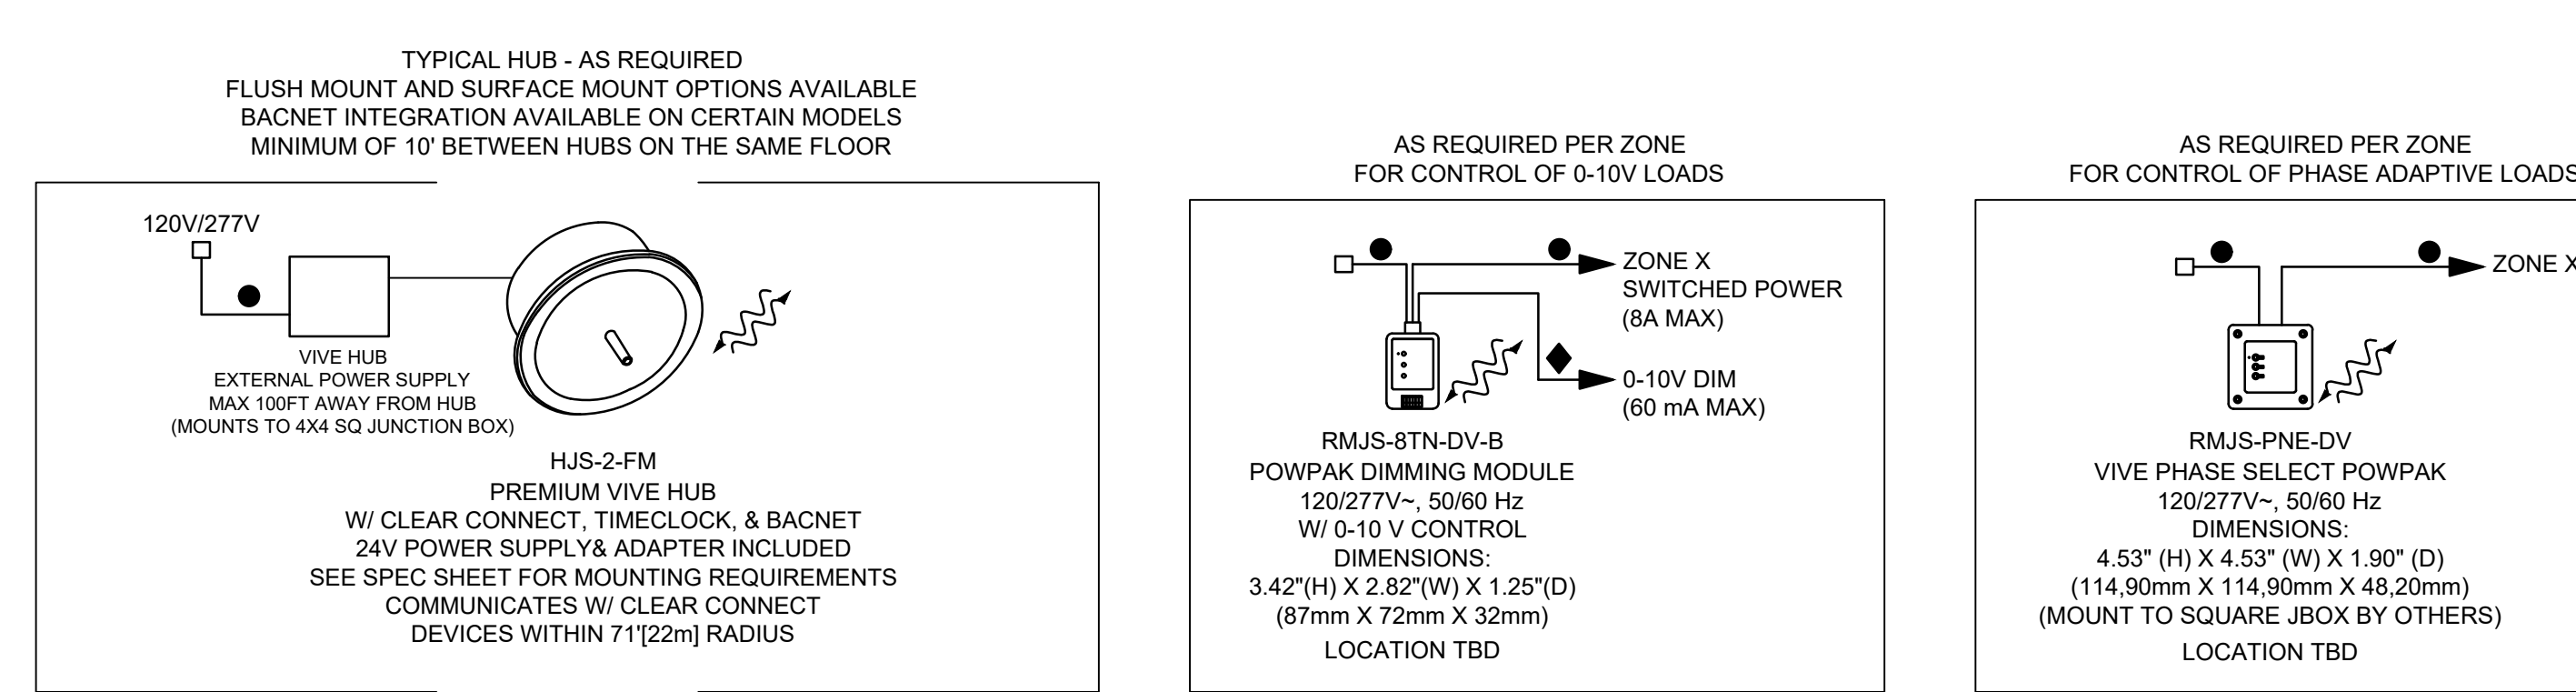 TYPICAL HUB - AS REQUIRED
FLUSH MOUNT AND SURFACE MOUNT OPTIONS AVAILABLE
BACNET INTEGRATION AVAILABLE ON CERTAIN MODELS
MINIMUM OF 10' BETWEEN HUBS ON THE SAME FLOOR
120V/277V
VIVE HUB
EXTERNAL POWER SUPPLY
MAX 100FT AWAY FROM HUB
(MOUNTS TO 4X4 SQ JUNCTION BOX)
HJS-2-FM
PREMIUM VIVE HUB
W/ CLEAR CONNECT, TIMECLOCK, & BACNET
24V POWER SUPPLY& ADAPTER INCLUDED
SEE SPEC SHEET FOR MOUNTING REQUIREMENTS
COMMUNICATES W/ CLEAR CONNECT
DEVICES WITHIN 71'[22m] RADIUS
AS REQUIRED PER ZONE
FOR CONTROL OF 0-10V LOADS
ZONE X
SWITCHED POWER
(8A MAX)
0-10V DIM
(60 mA MAX)
RMJS-8TN-DV-B
POWPAK DIMMING MODULE
120/277V~, 50/60 Hz
W/ 0-10 V CONTROL
DIMENSIONS:
3.42"(H) X 2.82"(W) X 1.25"(D)
(87mm X 72mm X 32mm)
LOCATION TBD
AS REQUIRED PER ZONE
FOR CONTROL OF PHASE ADAPTIVE LOADS
ZONE X
RMJS-PNE-DV
VIVE PHASE SELECT POWPAK
120/277V~, 50/60 Hz
DIMENSIONS:
4.53" (H) X 4.53" (W) X 1.90" (D)
(114,90mm X 114,90mm X 48,20mm)
(MOUNT TO SQUARE JBOX BY OTHERS)
LOCATION TBD